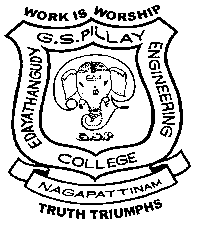 WORK IS WORSHIP
G.S. PILLAY
EDAYATHANGUDY
ENGINEERING
COLLEGE
NAGAPATTINAM
TRUTH TRIUMPHS